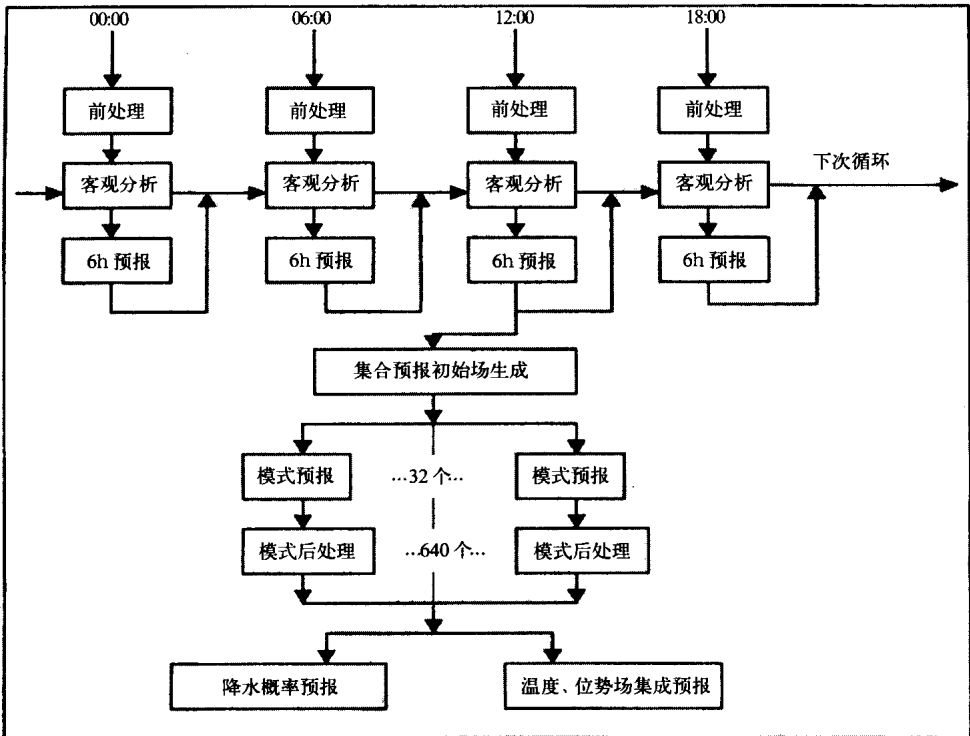 00:00 06:00 12:00 18:00
前处理 前处理 前处理 前处理
下次循环
客观分析 客观分析 客观分析 客观分析
6h 预报 6h 预报 6h 预报 6h 预报
集合预报初始场生成
模式预报 …32 个… 模式预报
模式后处理 …640 个… 模式后处理
降水概率预报 温度、位势场集成预报